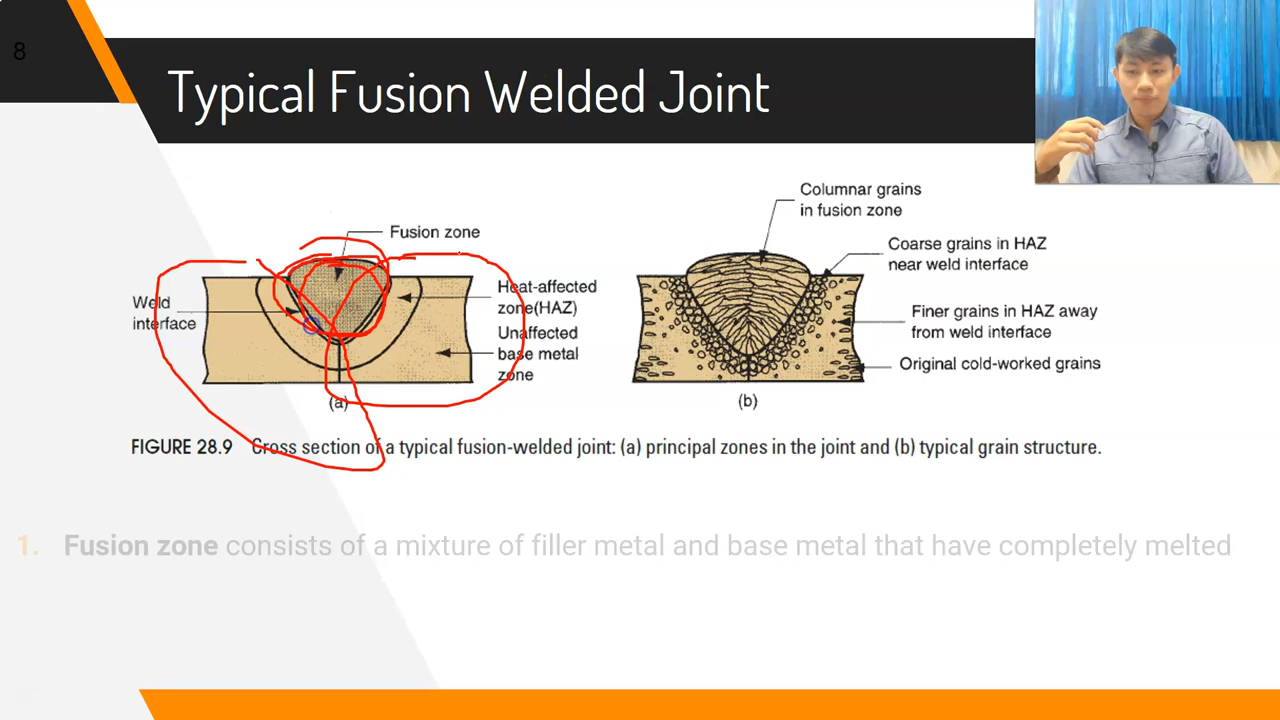 8
Typical Fusion Welded Joint
Fusion zone
Weld
interface
Heat-affected
zone(HAZ)
Unaffected
base metal
zone
(a)
Columnar grains
in fusion zone
Coarse grains in HAZ
near weld interface
Finer grains in HAZ away
from weld interface
Original cold-worked grains
(b)
FIGURE 28.9 Cross section of a typical fusion-welded joint: (a) principal zones in the joint and (b) typical grain structure.
1. Fusion zone consists of a mixture of filler metal and base metal that have completely melted